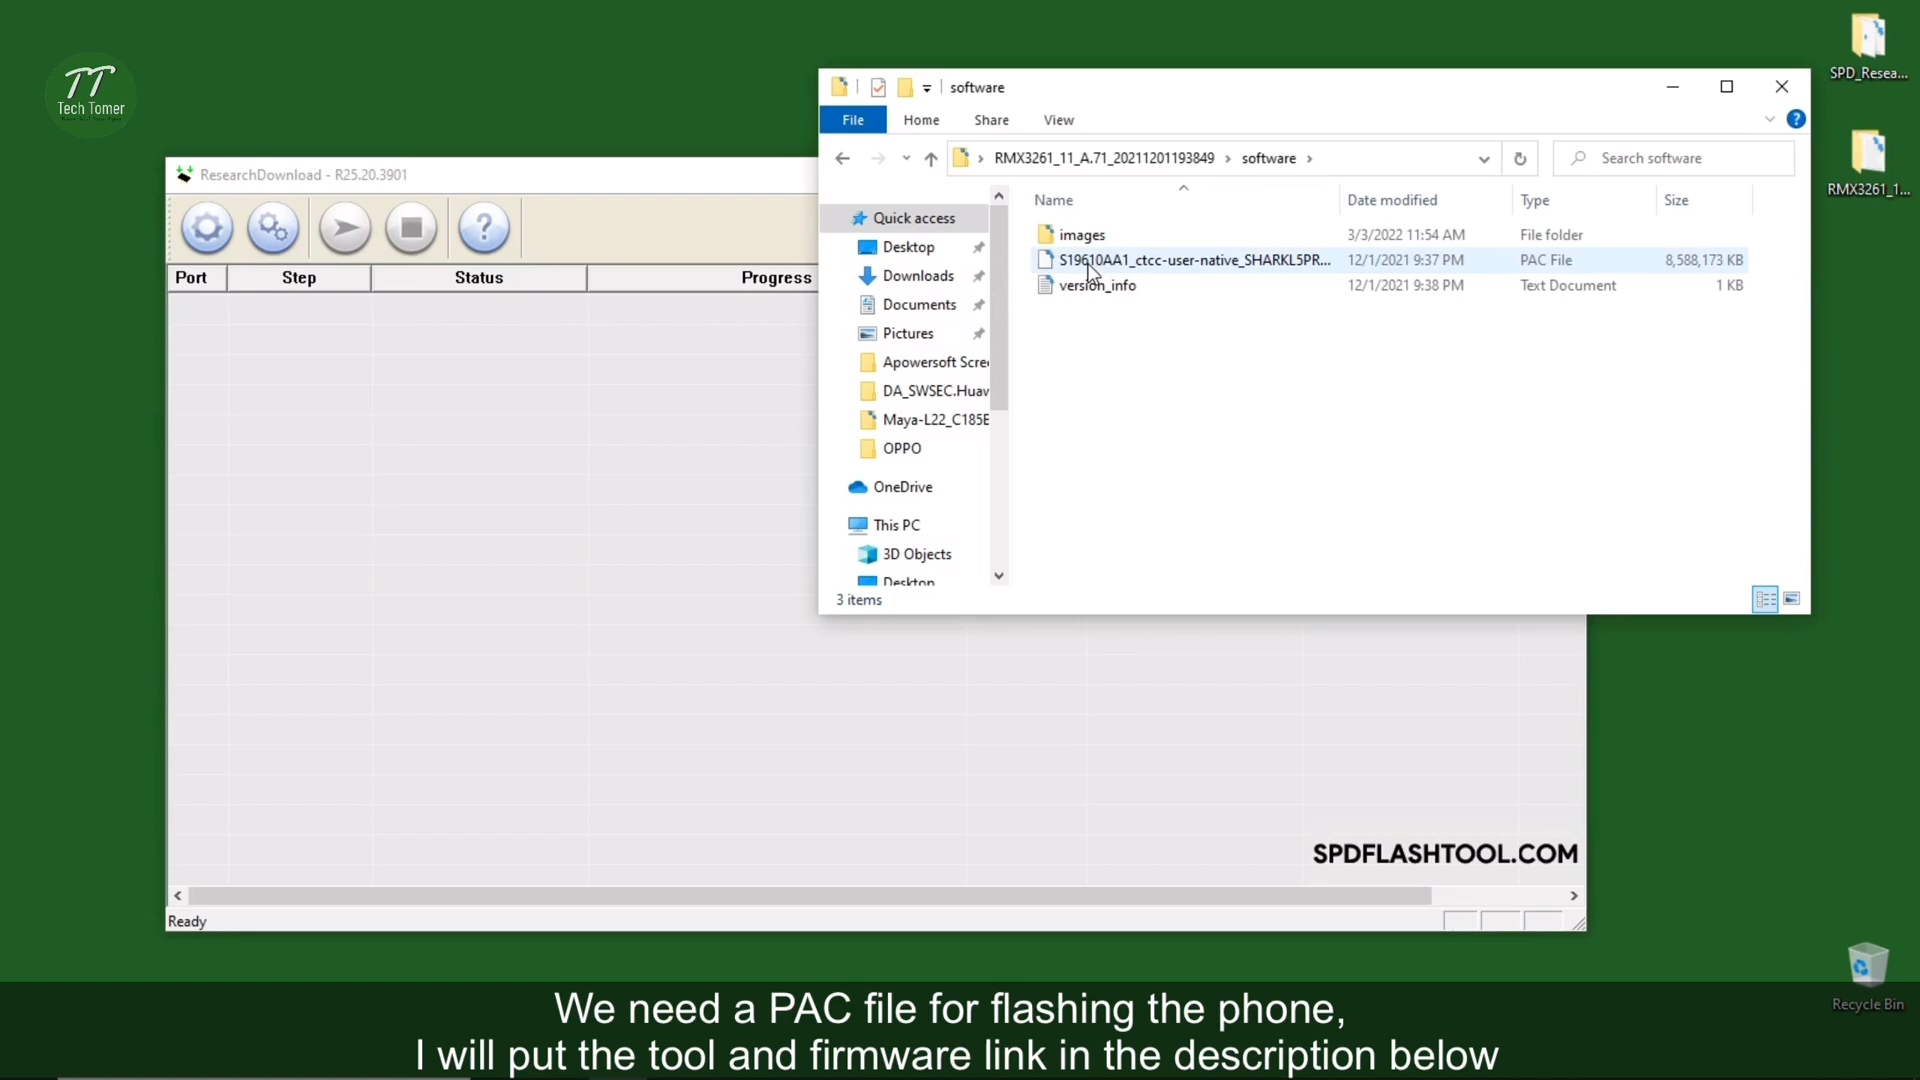 TT
Tech Tomer
SPD_Resea...
RMX3261_1...
software
File Home Share View
RMX3261_11_A.71_20211201193849 › software ›
Search software
Name Date modified Type Size
images 3/3/2022 11:54 AM File folder
S19610AA1_ctcc-user-native_SHARKL5PR... 12/1/2021 9:37 PM PAC File 8,588,173 KB
version_info 12/1/2021 9:38 PM Text Document 1 KB
Quick access
Desktop
Downloads
Documents
Pictures
Apowersoft Scre
DA_SWSEC.Huaw
Maya-L22_C185E
OPPO
OneDrive
This PC
3D Objects
Desktop
3 items
ResearchDownload - R25.20.3901
Port Step Status Progress
SPDFLASHTOOL.COM
Ready
Recycle Bin
We need a PAC file for flashing the phone,
I will put the tool and firmware link in the description below